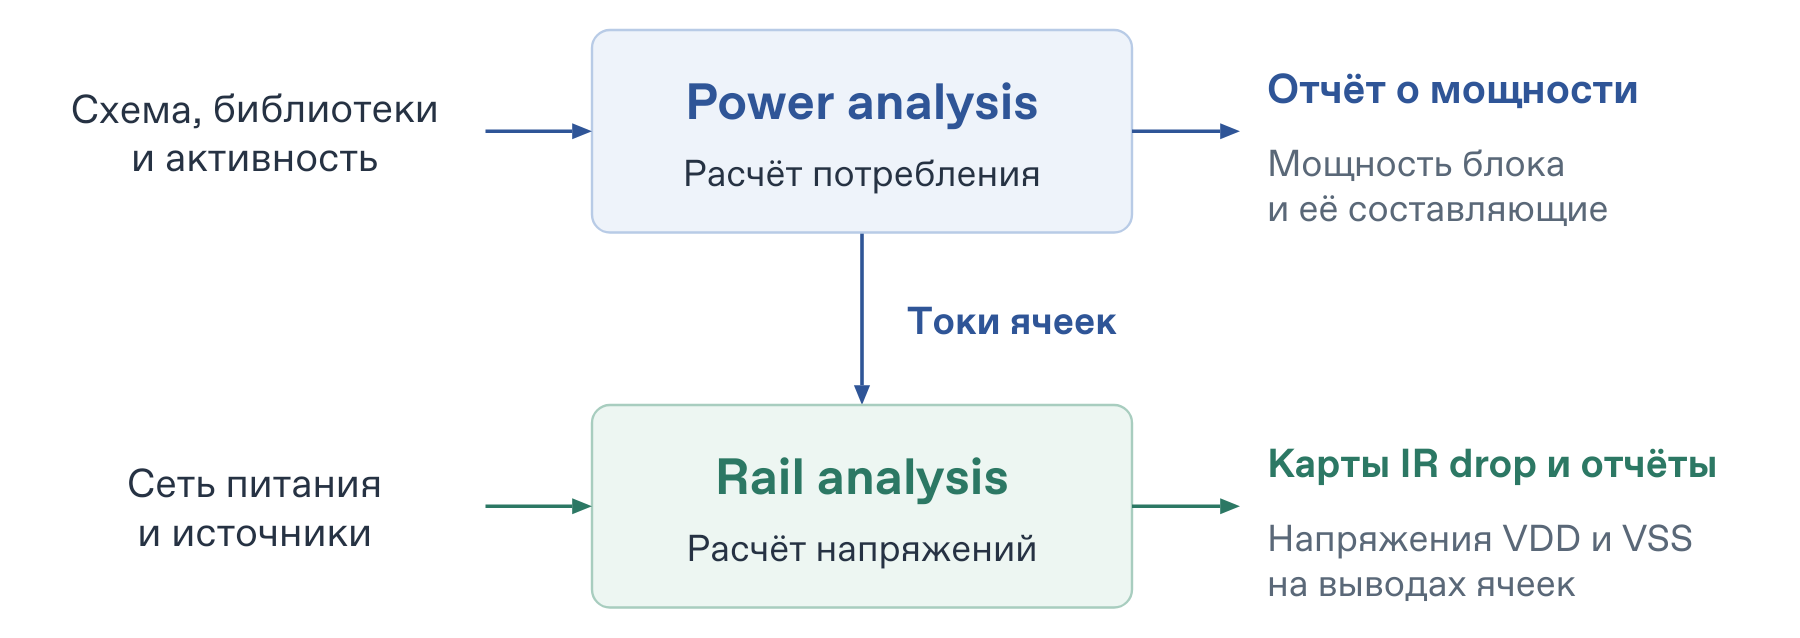 Схема, библиотеки
и активность
Power analysis
Расчёт потребления
Отчёт о мощности
Мощность блока
и её составляющие
Токи ячеек
Сеть питания
и источники
Rail analysis
Расчёт напряжений
Карты IR drop и отчёты
Напряжения VDD и VSS
на выводах ячеек